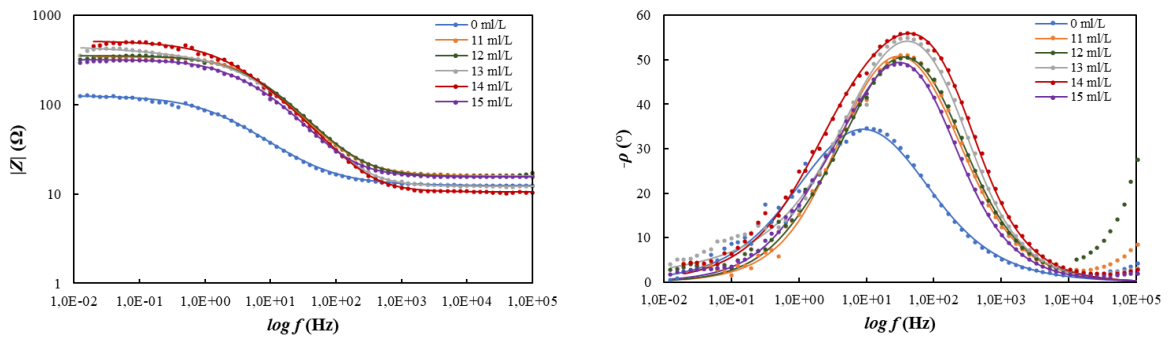 1000
100
10
1
|Z| (Ω)
1,0E-02 1,0E-01 1,0E+00 1,0E+01 1,0E+02 1,0E+03 1,0E+04 1,0E+05
log f (Hz)
0 ml/L
11 ml/L
12 ml/L
13 ml/L
14 ml/L
15 ml/L
60
50
40
30
20
10
0
-ρ (°)
1,0E-02 1,0E-01 1,0E+00 1,0E+01 1,0E+02 1,0E+03 1,0E+04 1,0E+05
log f (Hz)
0 ml/L
11 ml/L
12 ml/L
13 ml/L
14 ml/L
15 ml/L